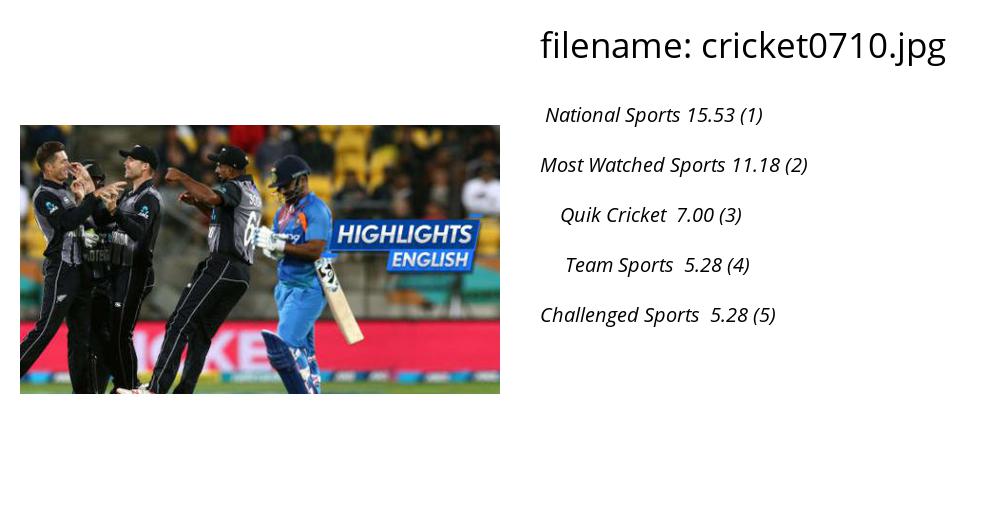 filename: cricket0710.jpg
National Sports 15.53 (1)
Most Watched Sports 11.18 (2)
Quik Cricket 7.00 (3)
Team Sports 5.28 (4)
Challenged Sports 5.28 (5)
HIGHLIGHTS
ENGLISH